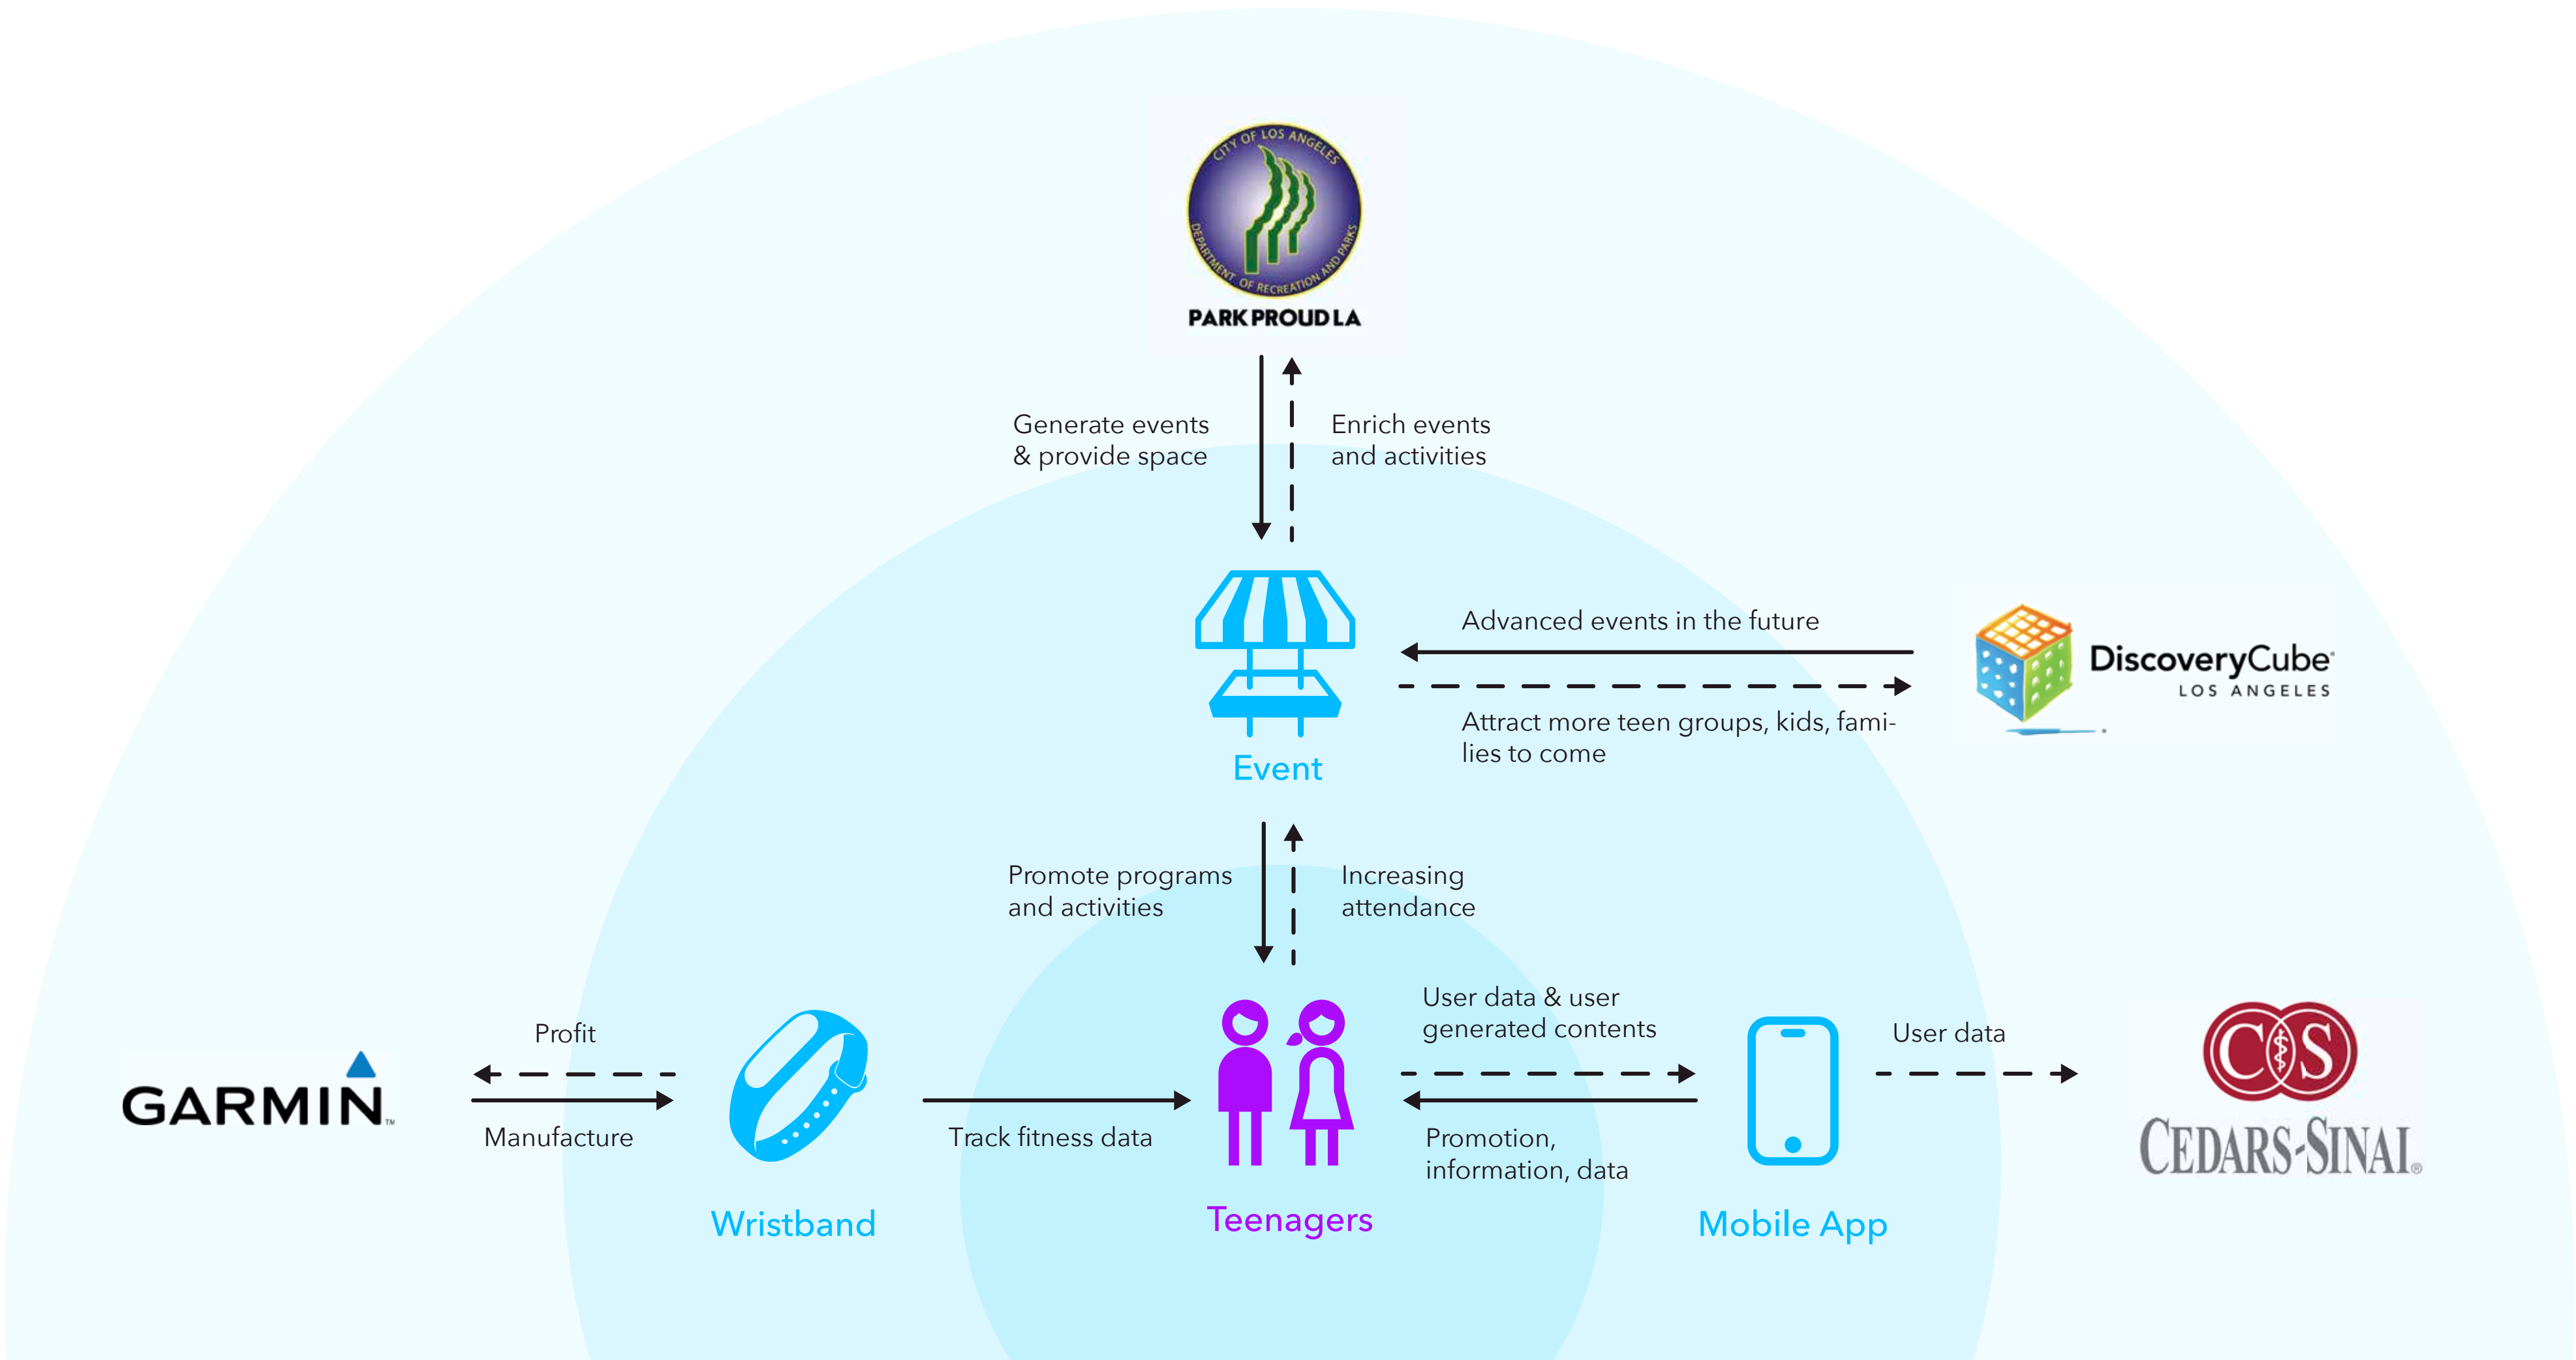 CITY OF LOS ANGELES
DEPARTMENT OF RECREATION AND PARKS
PARK PROUD LA
Generate events
& provide space
Enrich events
and activities
Advanced events in the future
DiscoveryCube
LOS ANGELES
Attract more teen groups, kids, fami-
lies to come
Event
Promote programs
and activities
Increasing
attendance
User data & user
generated contents
Profit
User data
CS
GARMIN™
Manufacture
Track fitness data
Promotion,
information, data
CEDARS-SINAI®
Wristband
Teenagers
Mobile App